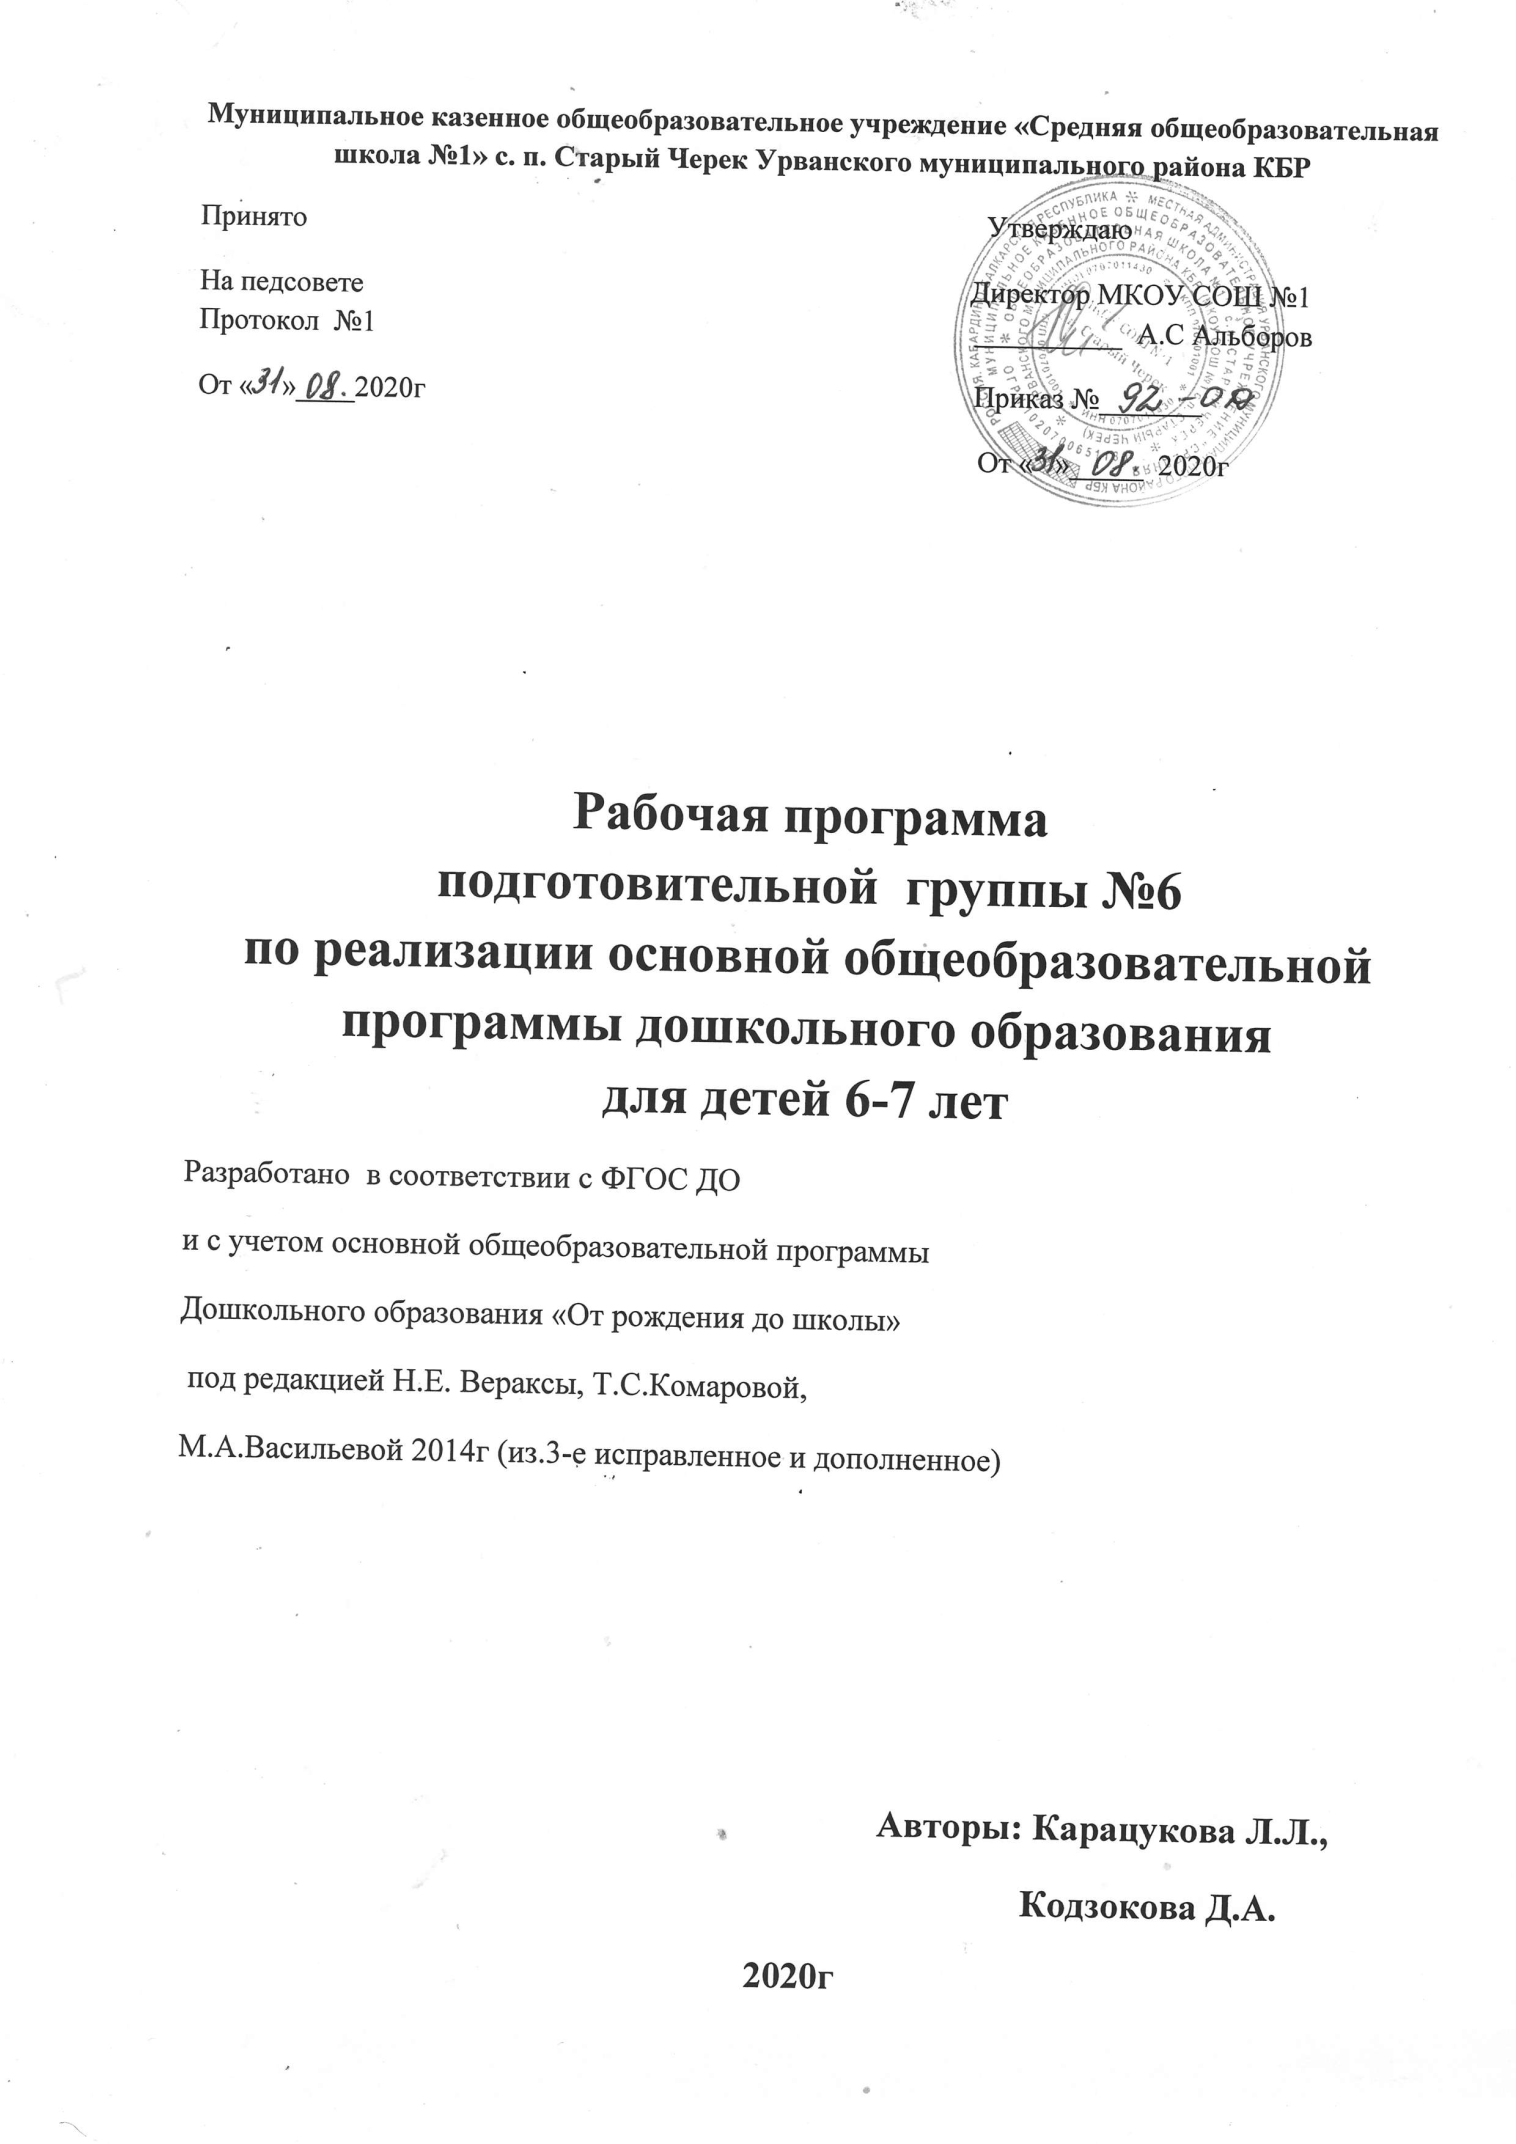 Муниципальное казенное общеобразовательное учреждение «Средняя общеобразовательная
школа №1» с. п. Старый Черек Урванского муниципального района КБР
Принято
Утверждаю
На педсовете
Директор МКОУ СОШ №1
Протокол №1
А.С Альборов
От «31» 08. 2020г
Приказ № 92 -ОД
От «31» 08. 2020г
Рабочая программа
подготовительной группы №6
по реализации основной общеобразовательной
программы дошкольного образования
для детей 6-7 лет
Разработано в соответствии с ФГОС ДО
и с учетом основной общеобразовательной программы
Дошкольного образования «От рождения до школы»
под редакцией Н.Е. Вераксы, Т.С.Комаровой,
М.А.Васильевой 2014г (из.3-е исправленное и дополненное)
Авторы: Карацукова Л.Л.,
Кодзокова Д.А.
2020г